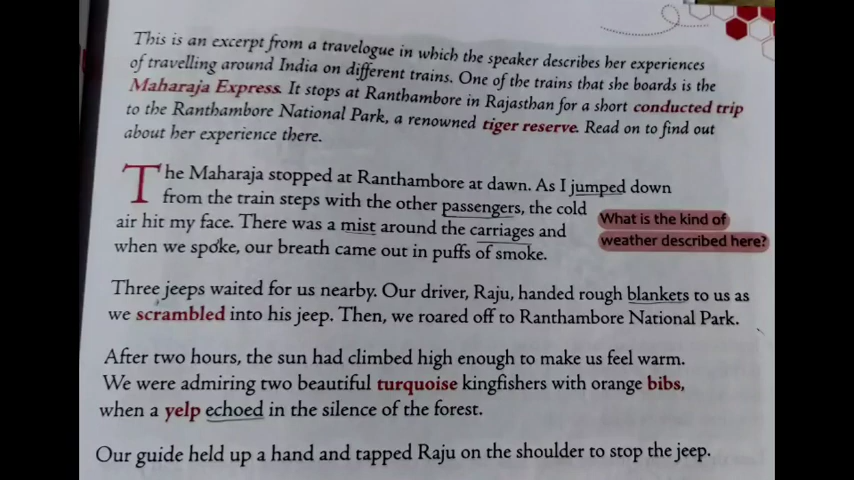 This is an excerpt from a travelogue in which the speaker describes her experiences
of travelling around India on different trains. One of the trains that she boards is the
Maharaja Express. It stops at Ranthambore in Rajasthan for a short conducted trip
to the Ranthambore National Park, a renowned tiger reserve. Read on to find out
about her experience there.
The Maharaja stopped at Ranthambore at dawn. As I jumped down
from the train steps with the other passengers, the cold
air hit my face. There was a mist around the carriages and
when we spoke, our breath came out in puffs of smoke.
What is the kind of
weather described here?
Three jeeps waited for us nearby. Our driver, Raju, handed rough blankets to us as
we scrambled into his jeep. Then, we roared off to Ranthambore National Park.
After two hours, the sun had climbed high enough to make us feel warm.
We were admiring two beautiful turquoise kingfishers with orange bibs,
when a yelp echoed in the silence of the forest.
Our guide held up a hand and tapped Raju on the shoulder to stop the jeep.